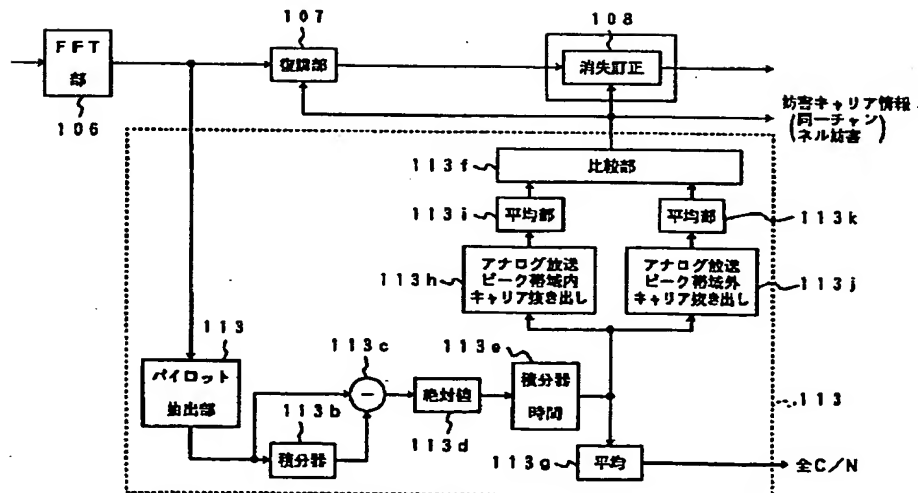 FFT
部
106
107
復調部
108
消失訂正
妨害キャリア情報
(同一チャン
ネル妨害)
113f
比較部
113i
平均部
平均部
113k
113h
アナログ放送
ピーク帯域内
キャリア抜き出し
アナログ放送
ピーク帯域外
キャリア抜き出し
113j
113
パイロット
抽出部
113c
−
113b
積分器
絶対値
113d
113e
積分器
時間
113
113g
平均
全C/N